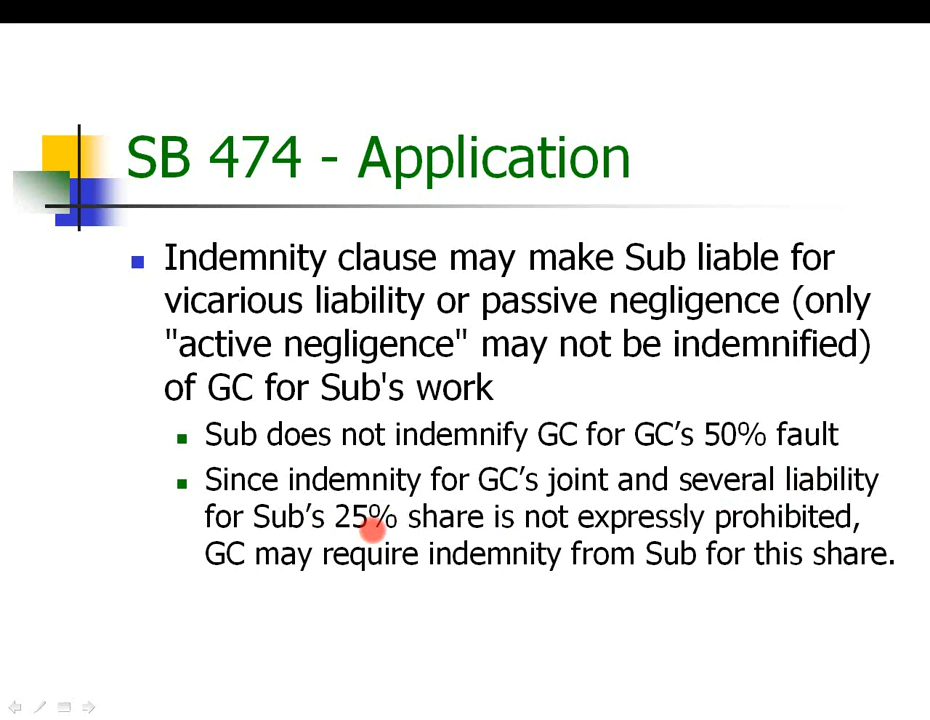 SB 474 - Application
Indemnity clause may make Sub liable for
vicarious liability or passive negligence (only
"active negligence" may not be indemnified)
of GC for Sub's work
Sub does not indemnify GC for GC’s 50% fault
Since indemnity for GC’s joint and several liability
for Sub’s 25% share is not expressly prohibited,
GC may require indemnity from Sub for this share.